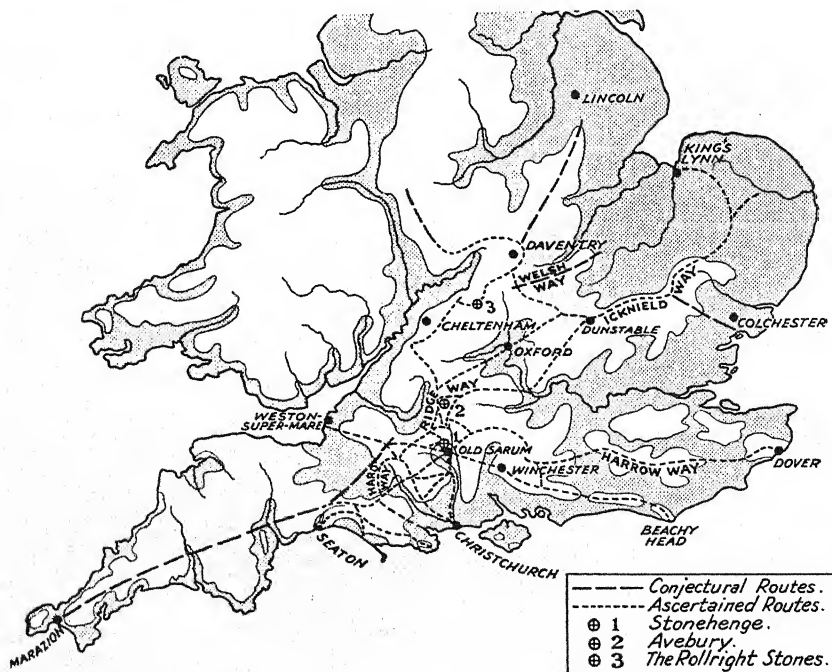 LINCOLN
KING'S
LYNN
DAVENTRY
WELSH
WAY
3
ICKNIELD WAY
CHELTENHAM
DUNSTABLE
COLCHESTER
OXFORD
RIDGE WAY
2
WESTON-
SUPER-MARE
1
OLD SARUM
HARD
WAY
WINCHESTER
HARROW WAY
DOVER
BEACHY
HEAD
SEATON
CHRISTCHURCH
MARAZION
Conjectural Routes.
Ascertained Routes.
1 Stonehenge.
2 Avebury.
3 The Rollright Stones.